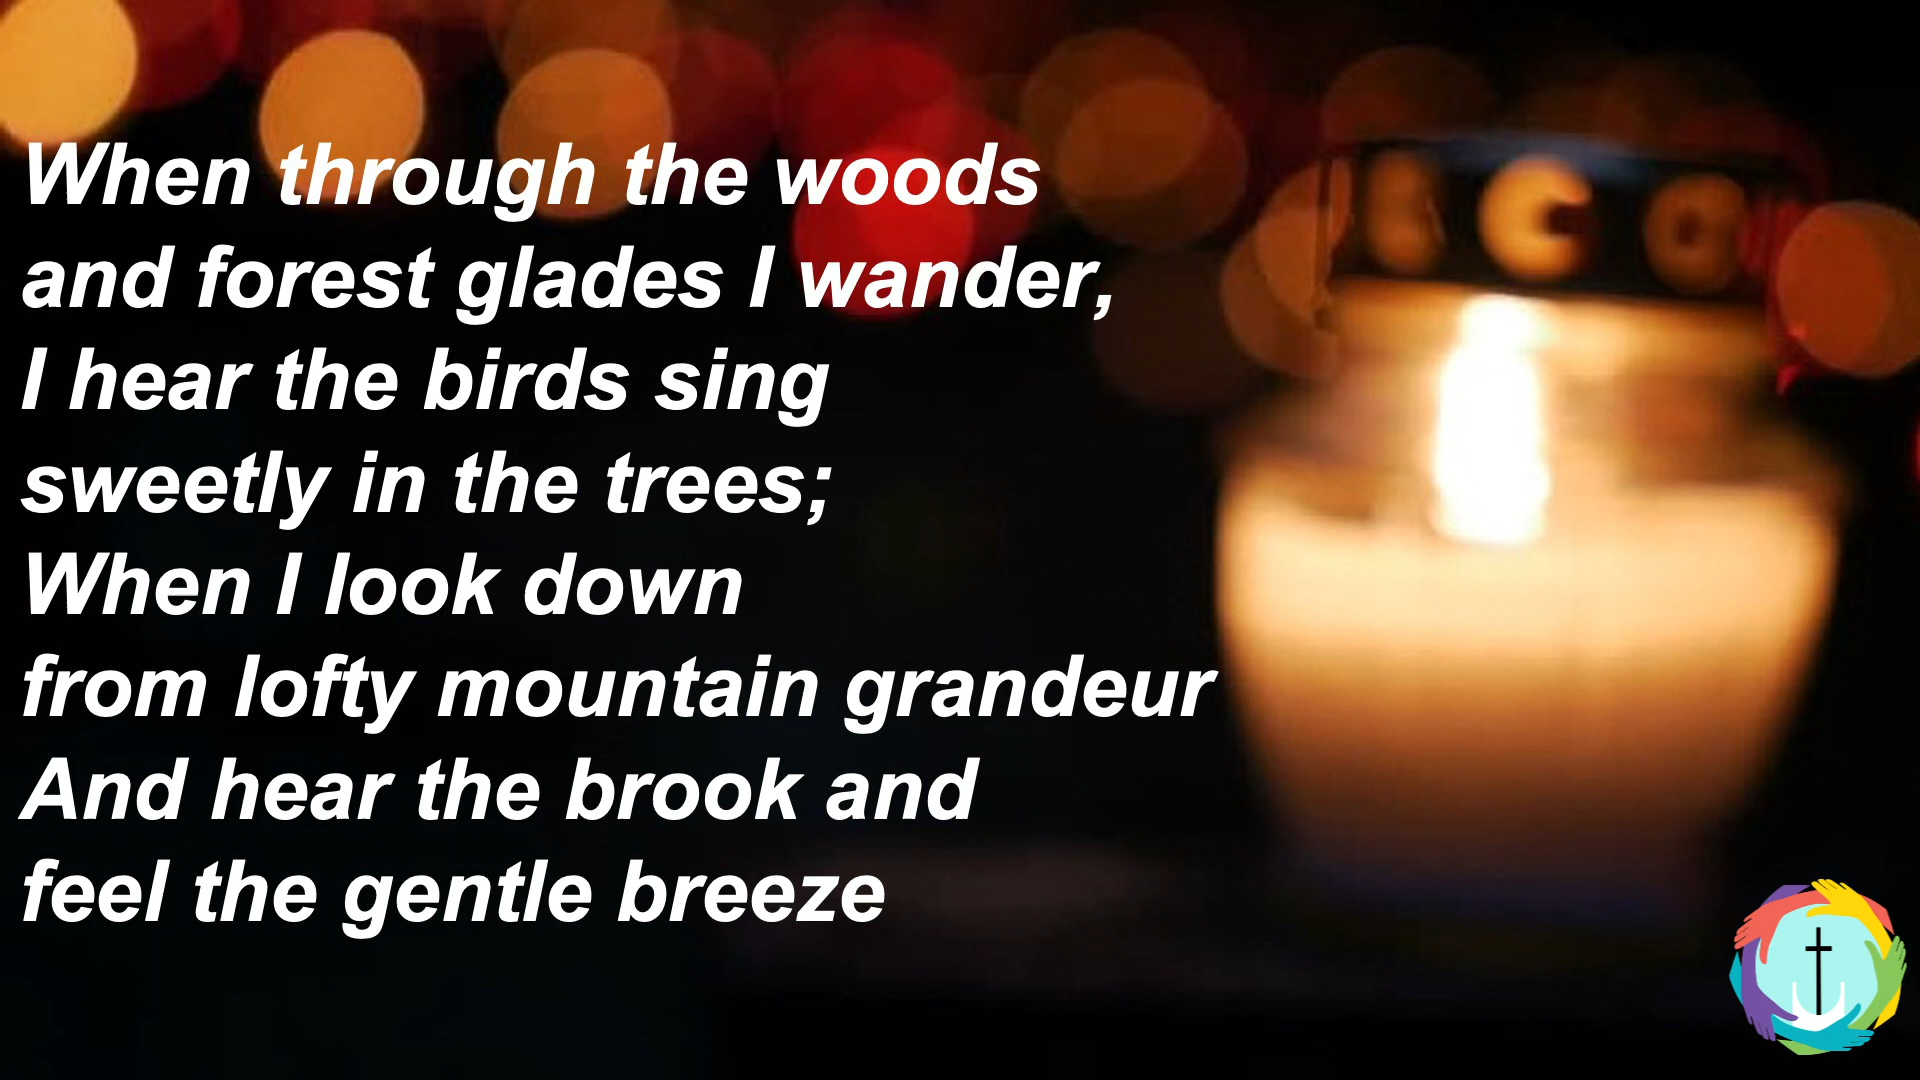 When through the woods
and forest glades I wander,
I hear the birds sing
sweetly in the trees;
When I look down
from lofty mountain grandeur
And hear the brook and
feel the gentle breeze